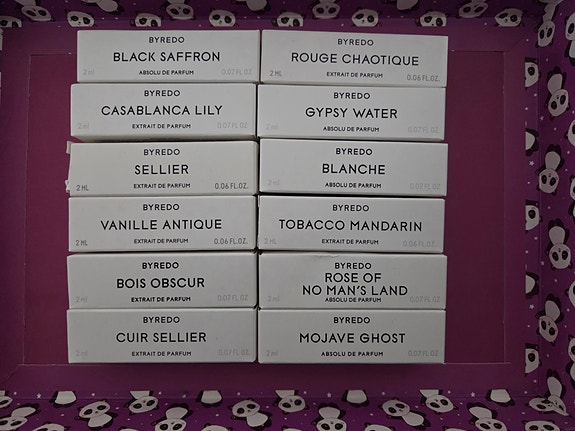 BYREDO
BLACK SAFFRON
2 ml ABSOLU DE PARFUM 0.07 FL OZ
BYREDO
ROUGE CHAOTIQUE
2 ML EXTRAIT DE PARFUM 0.06 FL.OZ.
BYREDO
CASABLANCA LILY
2 ml EXTRAIT DE PARFUM 0.07 FL OZ
BYREDO
GYPSY WATER
2 ml ABSOLU DE PARFUM 0.07 FL OZ
BYREDO
SELLIER
2 ML EXTRAIT DE PARFUM 0.06 FL.OZ.
BYREDO
BLANCHE
2 ml ABSOLU DE PARFUM 0.07 FL OZ
BYREDO
VANILLE ANTIQUE
2 ML EXTRAIT DE PARFUM 0.06 FL.OZ.
BYREDO
TOBACCO MANDARIN
2 ML EXTRAIT DE PARFUM 0.06 FL.OZ.
BYREDO
BOIS OBSCUR
2 ml EXTRAIT DE PARFUM 0.07 FL OZ
BYREDO
ROSE OF
NO MAN'S LAND
2 ml ABSOLU DE PARFUM 0.07 FL OZ
BYREDO
CUIR SELLIER
2 ml EXTRAIT DE PARFUM 0.07 FL OZ
BYREDO
MOJAVE GHOST
2 ml ABSOLU DE PARFUM 0.07 FL OZ